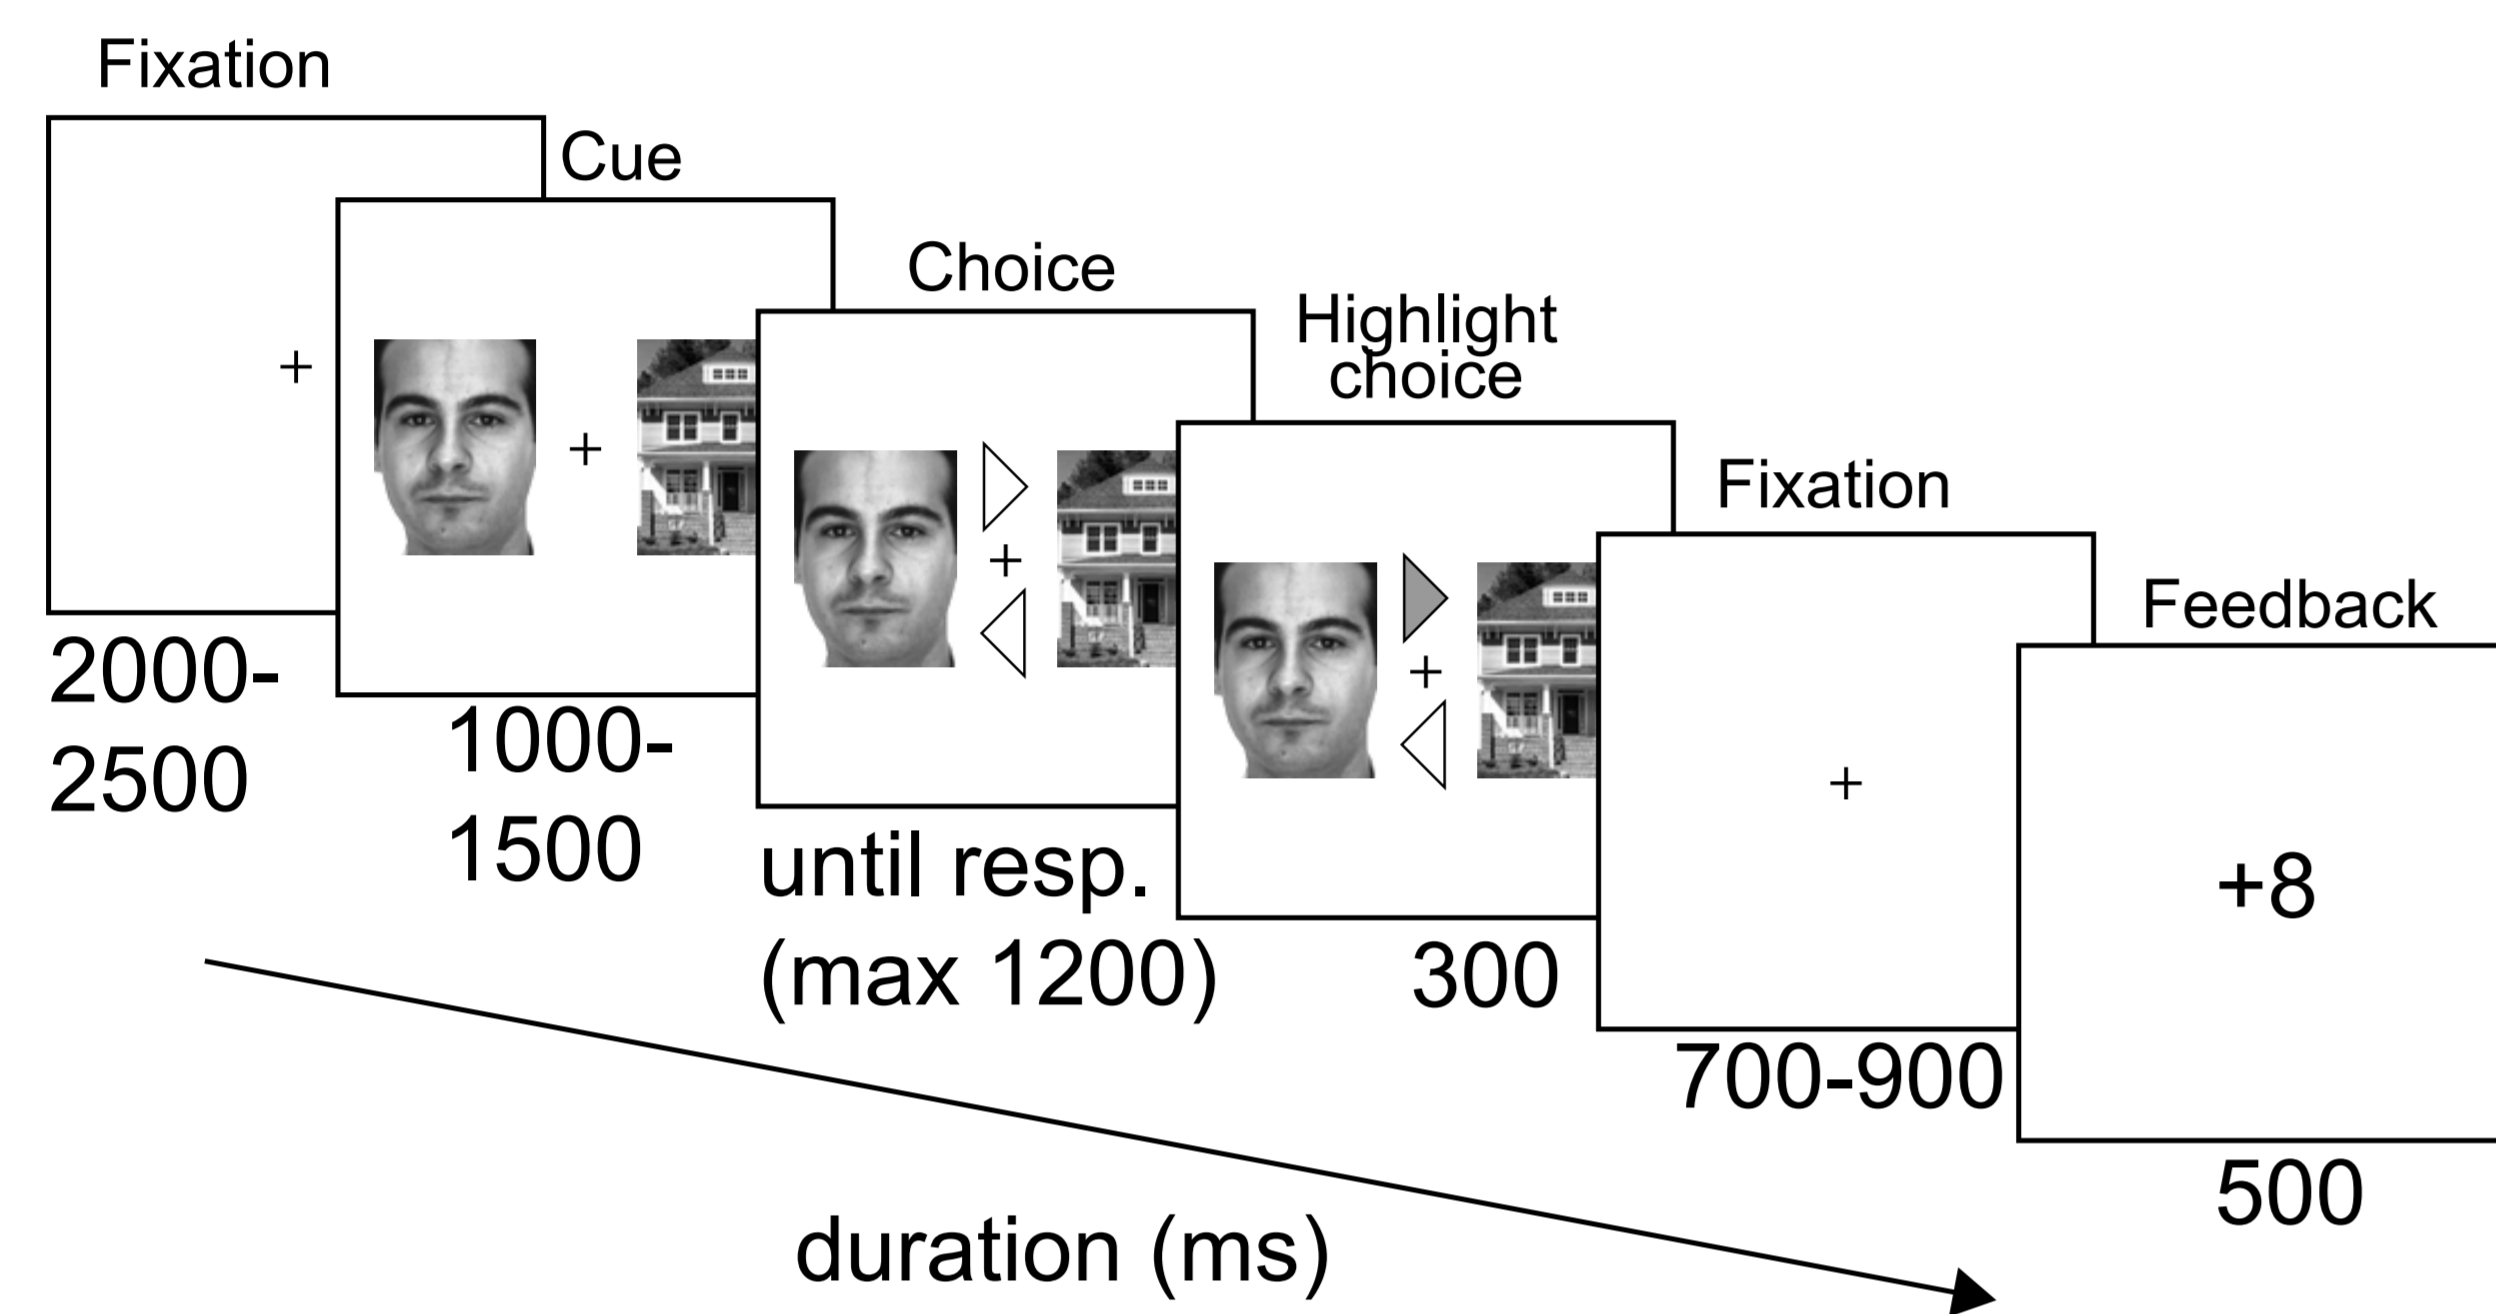 Fixation
Cue
Choice
Highlight
choice
Fixation
Feedback
+
+
+
+
+
+8
2000-
2500
1000-
1500
until resp.
(max 1200)
300
700-900
500
duration (ms)